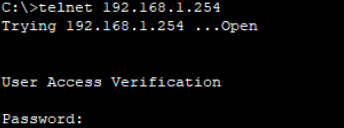 C:\>telnet 192.168.1.254
Trying 192.168.1.254 ...Open
User Access Verification
Password: